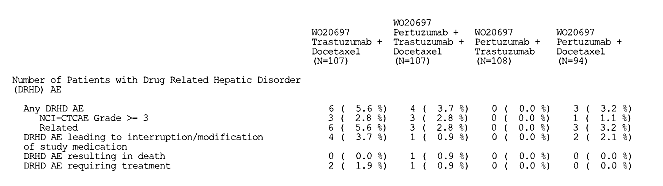 WO20697 WO20697 WO20697 WO20697
Trastuzumab + Pertuzumab + Pertuzumab + Pertuzumab +
Docetaxel Trastuzumab + Trastuzumab Docetaxel
(N=107) Docetaxel (N=108) (N=94)
(N=107)
Number of Patients with Drug Related Hepatic Disorder
(DRHD) AE
Any DRHD AE 6 ( 5.6 %) 4 ( 3.7 %) 0 ( 0.0 %) 3 ( 3.2 %)
NCI-CTCAE Grade >= 3 3 ( 2.8 %) 3 ( 2.8 %) 0 ( 0.0 %) 1 ( 1.1 %)
Related 6 ( 5.6 %) 3 ( 2.8 %) 0 ( 0.0 %) 3 ( 3.2 %)
DRHD AE leading to interruption/modification 4 ( 3.7 %) 1 ( 0.9 %) 0 ( 0.0 %) 2 ( 2.1 %)
of study medication
DRHD AE resulting in death 0 ( 0.0 %) 1 ( 0.9 %) 0 ( 0.0 %) 0 ( 0.0 %)
DRHD AE requiring treatment 2 ( 1.9 %) 1 ( 0.9 %) 0 ( 0.0 %) 0 ( 0.0 %)